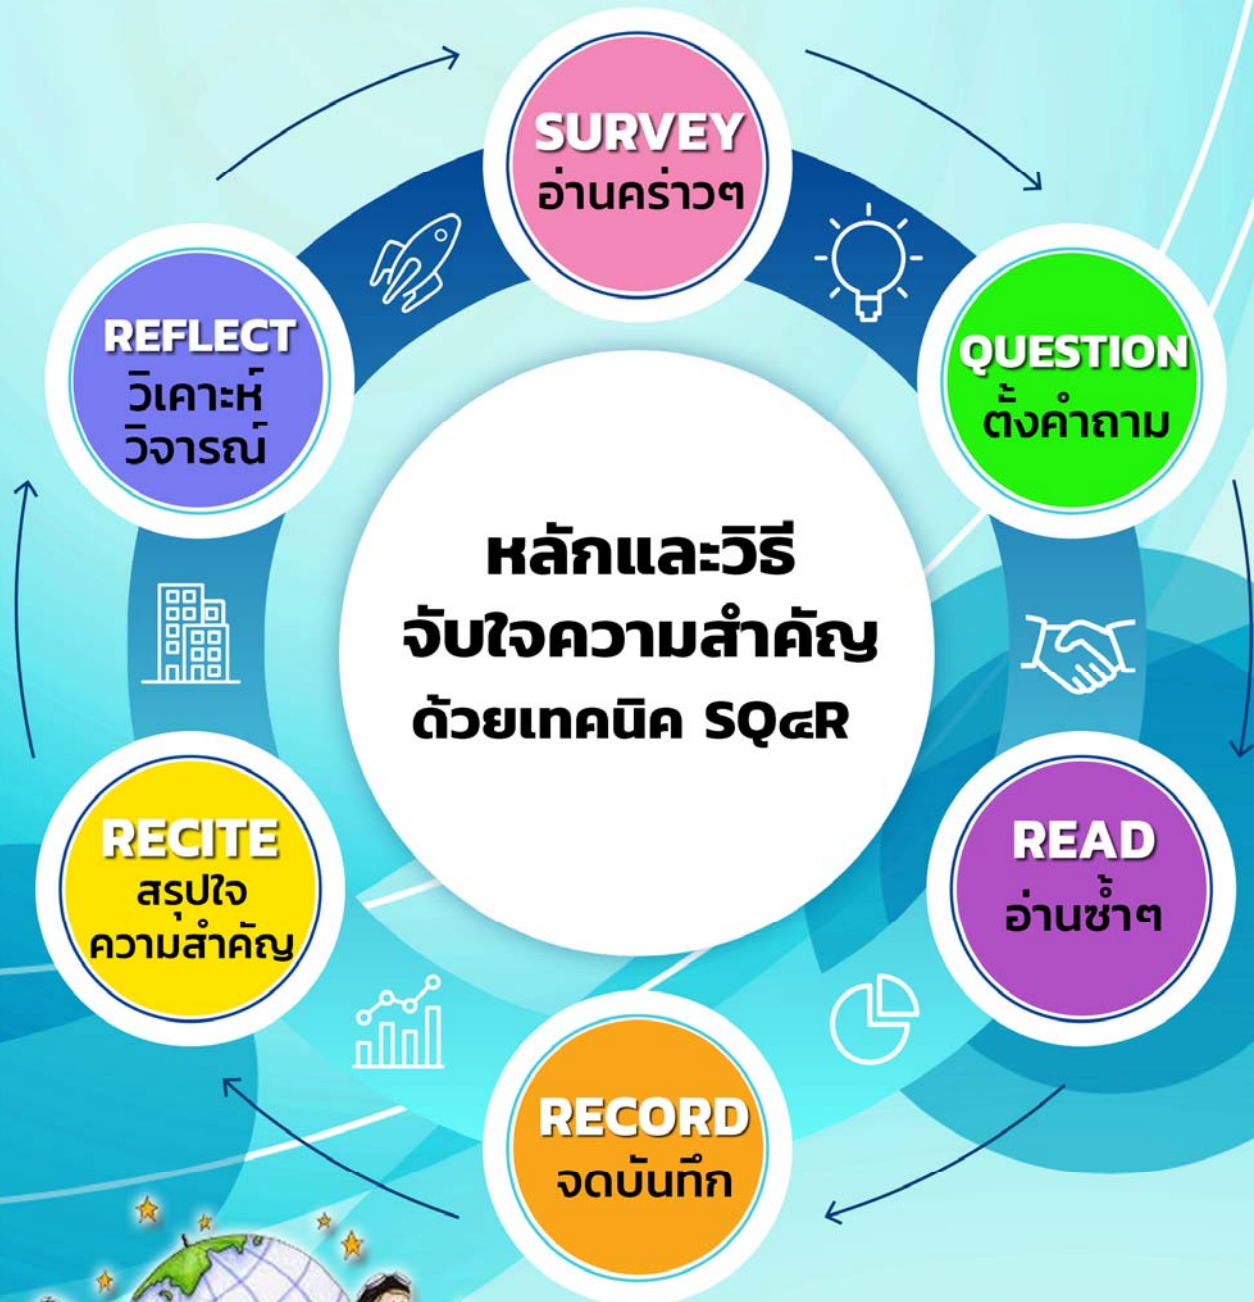 SURVEY
อ่านคร่าวๆ
QUESTION
ตั้งคำถาม
READ
อ่านซ้ำๆ
RECORD
จดบันทึก
RECITE
สรุปใจ
ความสำคัญ
REFLECT
วิเคาะห์
วิจารณ์
หลักและวิธี
จับใจความสำคัญ
ด้วยเทคนิค SQ๔R